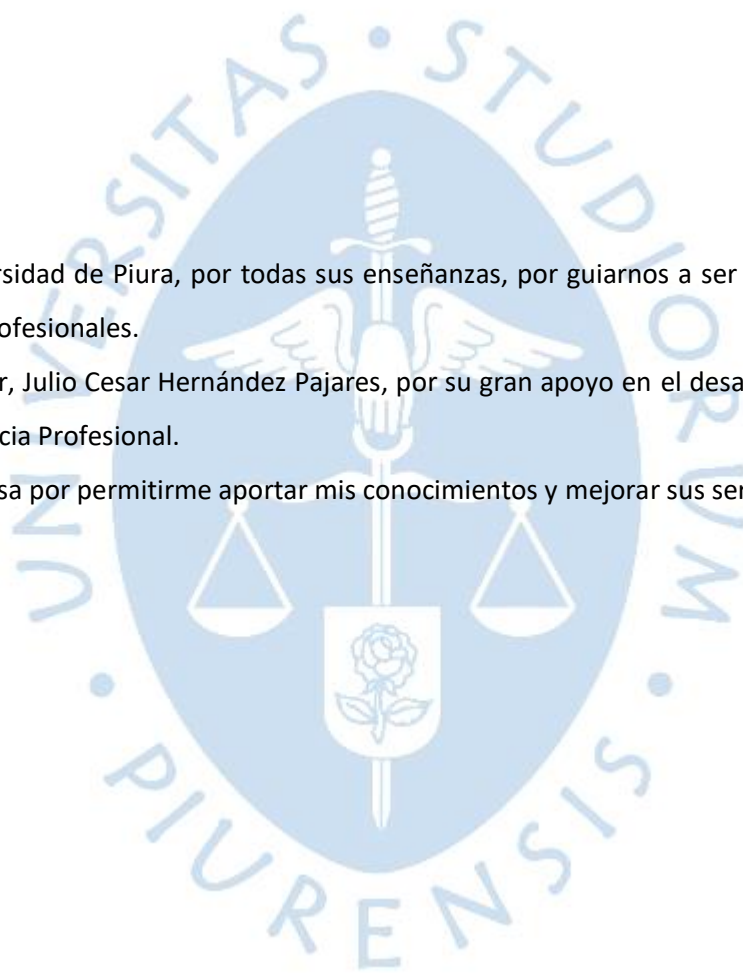 UNIVERSITAS • STUDIORUM • PIURENSIS •
rsidad de Piura, por todas sus enseñanzas, por guiarnos a ser
ofesionales.
r, Julio Cesar Hernández Pajares, por su gran apoyo en el desa
cia Profesional.
sa por permitirme aportar mis conocimientos y mejorar sus ser